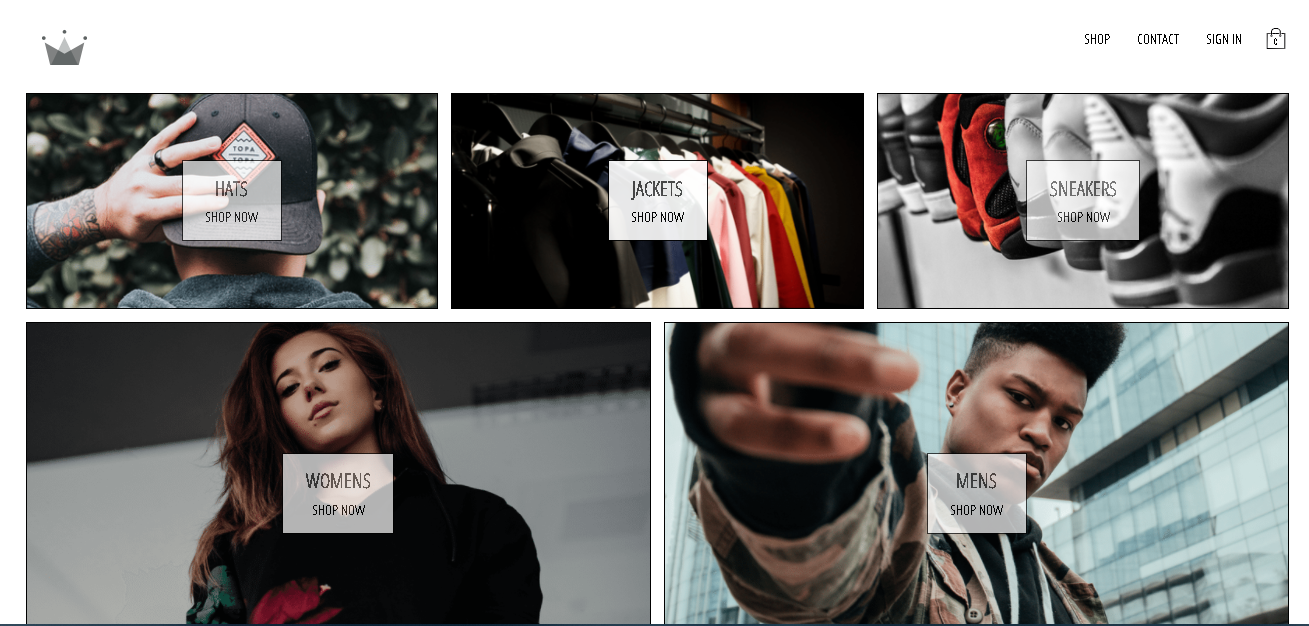 SHOP CONTACT SIGN IN
TOPA
TOPA
HATS
SHOP NOW
JACKETS
SHOP NOW
SNEAKERS
SHOP NOW
WOMENS
SHOP NOW
MENS
SHOP NOW